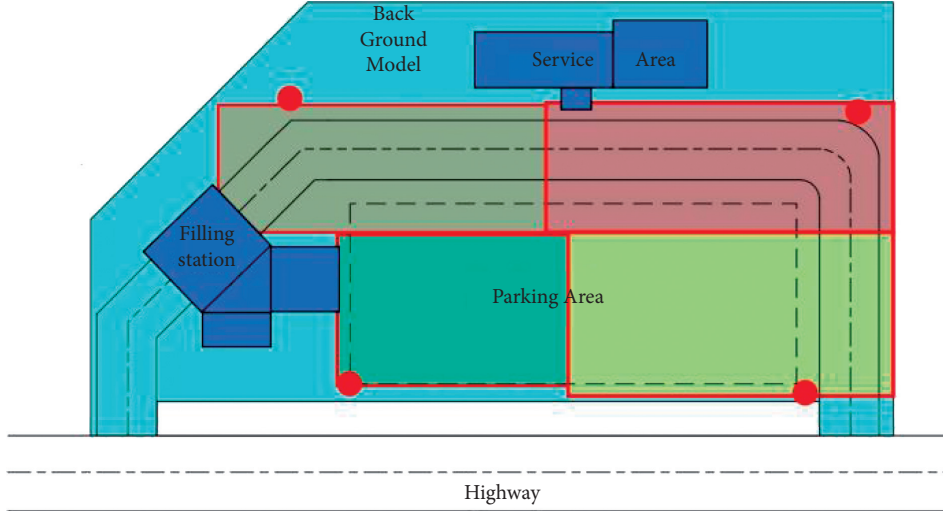 Back
Ground
Model
Service Area
Filling
station
Parking Area
Highway